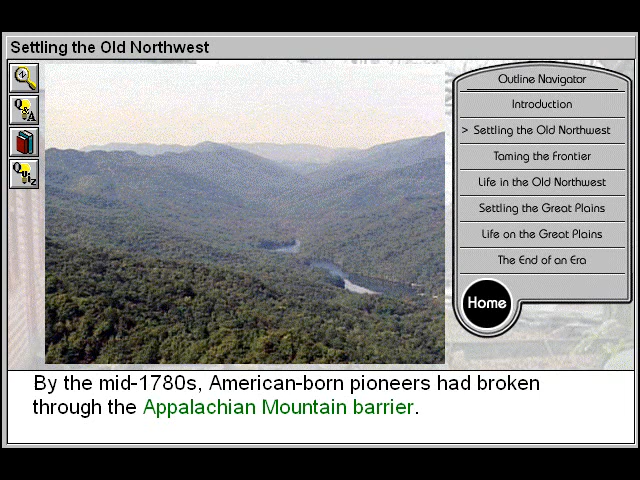 Settling the Old Northwest
Q&A
Quiz
Outline Navigator
Introduction
> Settling the Old Northwest
Taming the Frontier
Life in the Old Northwest
Settling the Great Plains
Life on the Great Plains
The End of an Era
Home
By the mid-1780s, American-born pioneers had broken
through the Appalachian Mountain barrier.